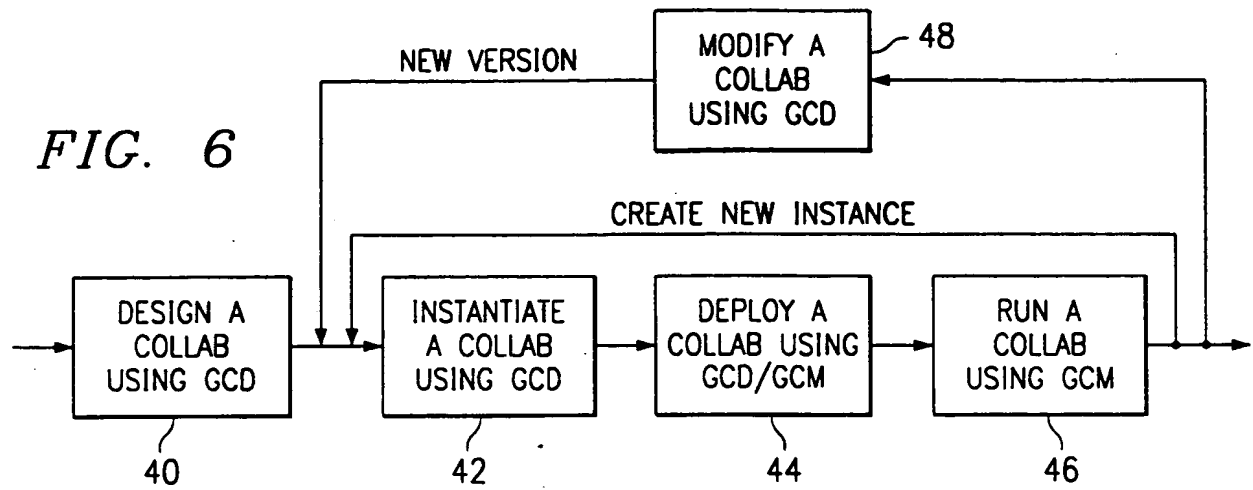 MODIFY A
COLLAB
USING GCD
48
NEW VERSION
FIG. 6
CREATE NEW INSTANCE
DESIGN A
COLLAB
USING GCD
INSTANTIATE
A COLLAB
USING GCD
DEPLOY A
COLLAB USING
GCD/GCM
RUN A
COLLAB
USING GCM
40
42
44
46